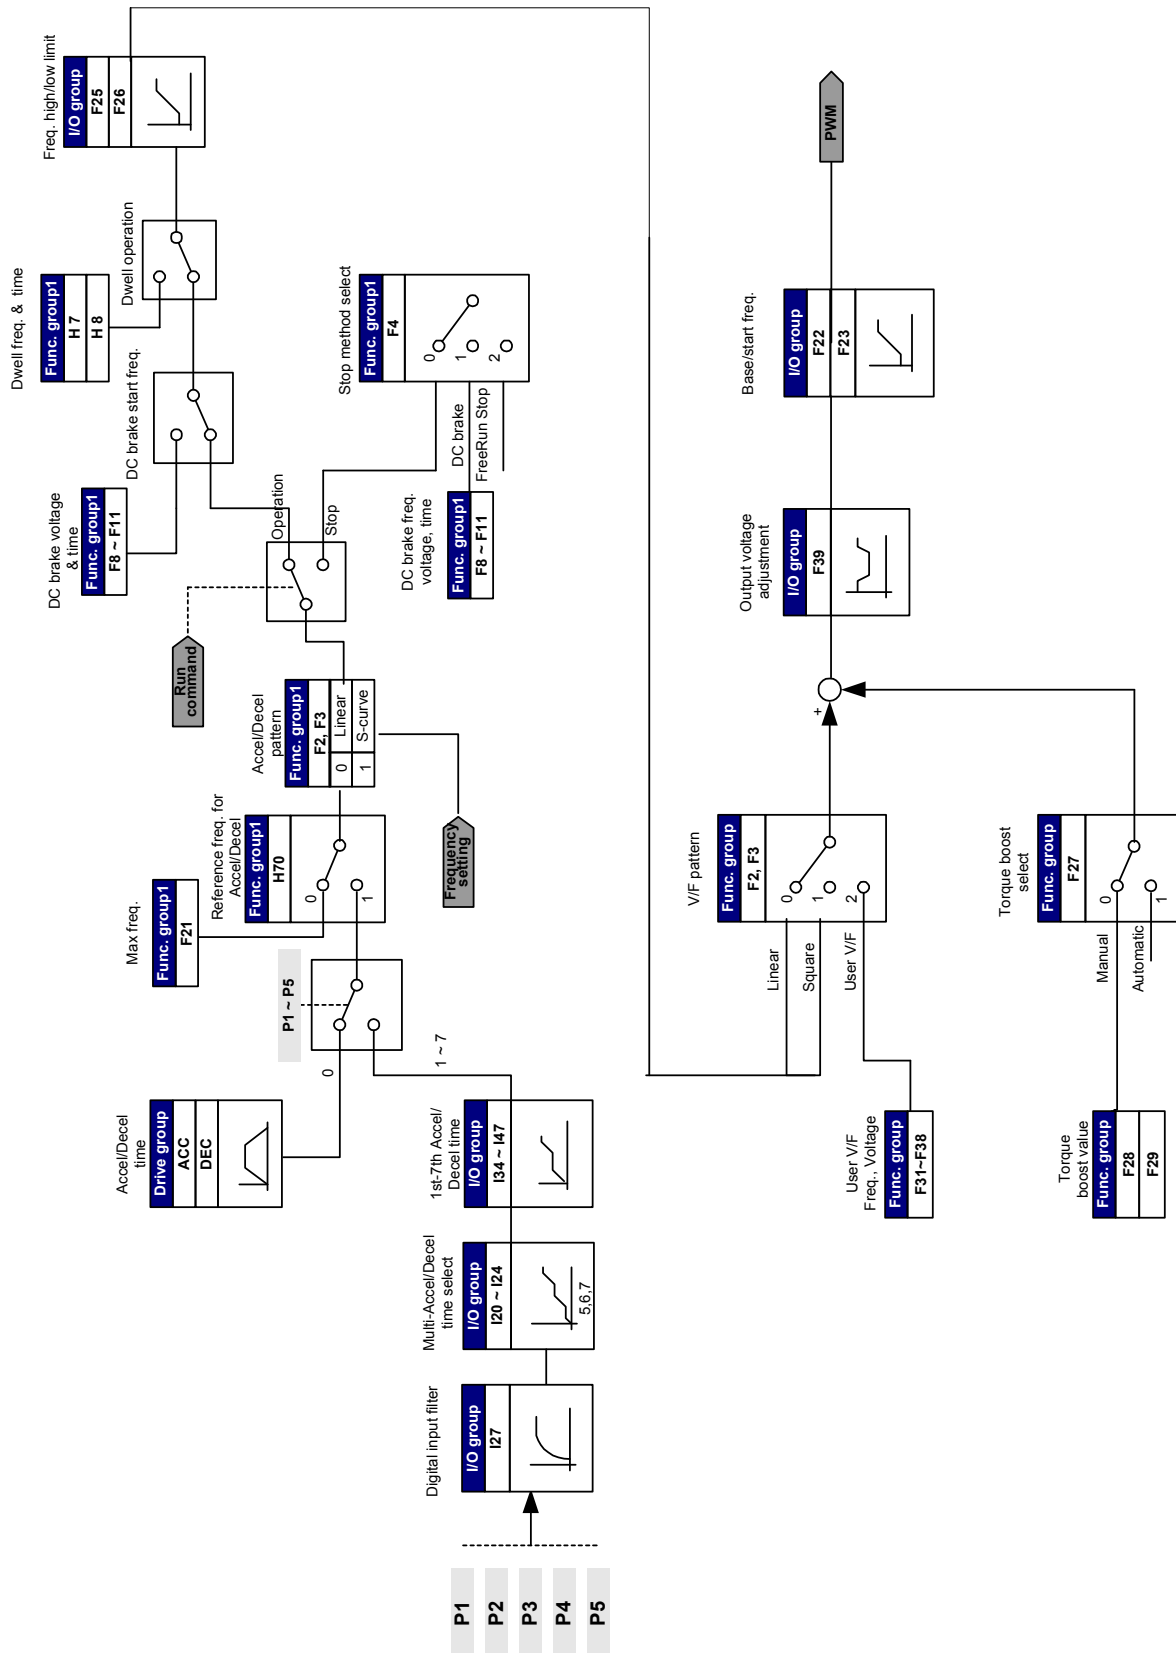 P1
P2
P3
P4
P5
Digital input filter
I/O group
I27
Multi-Accel/Decel
time select
I/O group
I20 ~ I24
5,6,7
1st-7th Accel/
Decel time
I/O group
I34 ~ I47
Accel/Decel
time
Drive group
ACC
DEC
0
1 ~ 7
P1 ~ P5
Max freq.
Func. group1
F21
Reference freq. for
Accel/Decel
Func. group1
H70
0
1
Accel/Decel
pattern
Func. group1
F2, F3
0
Linear
1
S-curve
Frequency
setting
Run
command
Operation
Stop
DC brake voltage
& time
Func. group1
F8 ~ F11
DC brake start freq.
DC brake freq.
voltage, time
Func. group1
F8 ~ F11
DC brake
FreeRun Stop
Stop method select
Func. group1
F4
0
1
2
Dwell freq. & time
Func. group1
H 7
H 8
Dwell operation
Freq. high/low limit
I/O group
F25
F26
User V/F
Freq., Voltage
Func. group
F31~F38
Linear
Square
User V/F
V/F pattern
Func. group
F2, F3
0
1
2
Torque
boost value
Func. group
F28
F29
Manual
Automatic
Torque boost
select
Func. group
F27
0
1
+
Output voltage
adjustment
I/O group
F39
Base/start freq.
I/O group
F22
F23
PWM